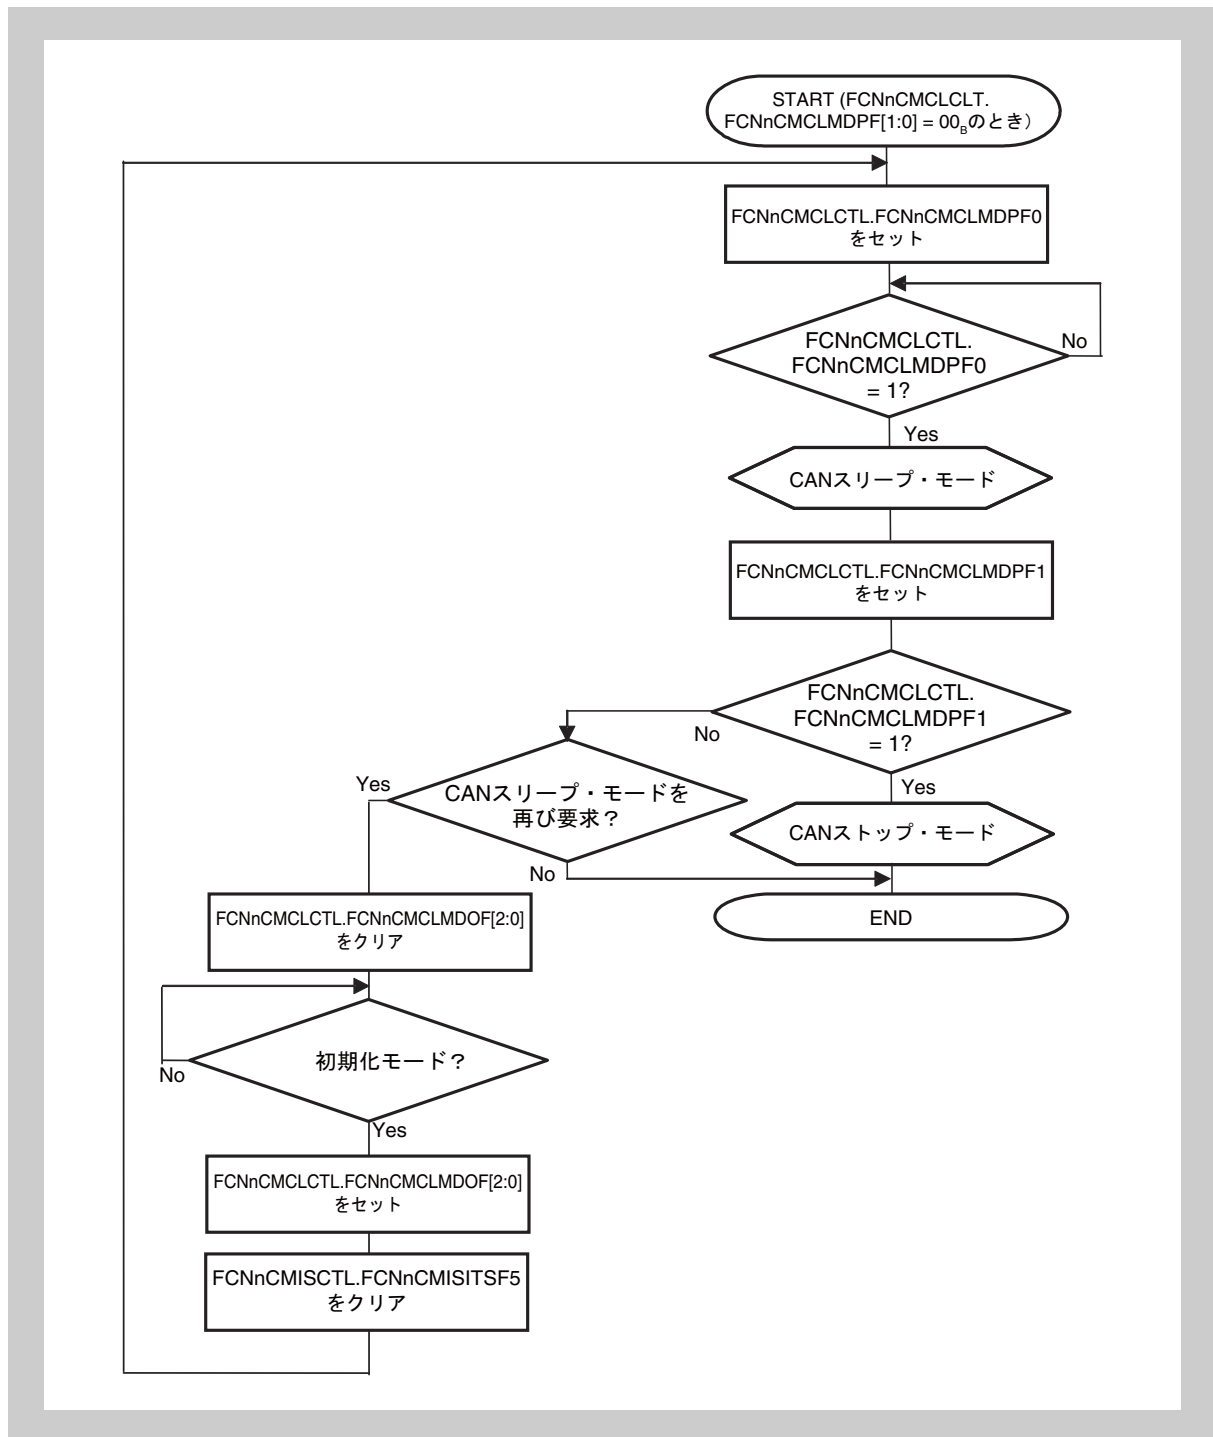 START (FCNnCMCLCLT.
FCNnCMCLMDPF[1:0] = 00Bのとき)
FCNnCMCLCTL.FCNnCMCLMDPF0
をセット
FCNnCMCLCTL.
FCNnCMCLMDPF0
= 1?
No
Yes
CANスリープ・モード
FCNnCMCLCTL.FCNnCMCLMDPF1
をセット
FCNnCMCLCTL.
FCNnCMCLMDPF1
= 1?
No
Yes
CANスリープ・モードを
再び要求？
Yes
No
CANストップ・モード
END
FCNnCMCLCTL.FCNnCMCLMDOF[2:0]
をクリア
初期化モード？
No
Yes
FCNnCMCLCTL.FCNnCMCLMDOF[2:0]
をセット
FCNnCMISCTL.FCNnCMISITSF5
をクリア